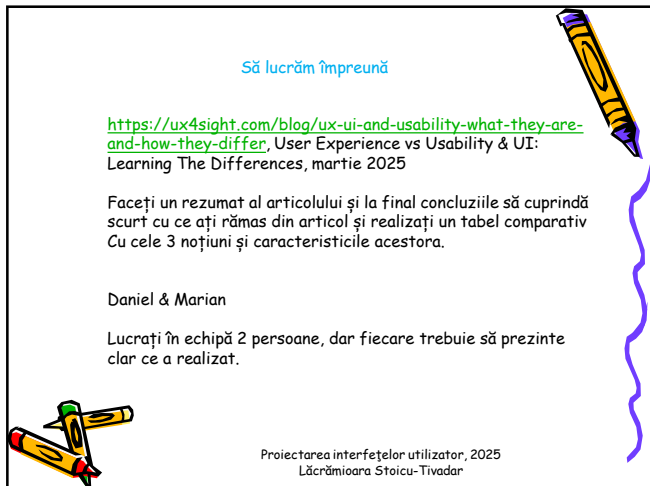 Să lucrăm împreună
https://ux4sight.com/blog/ux-ui-and-usability-what-they-are-
and-how-they-differ, User Experience vs Usability & UI:
Learning The Differences, martie 2025
Faceți un rezumat al articolului și la final concluziile să cuprindă
scurt cu ce ați rămas din articol și realizați un tabel comparativ
Cu cele 3 noțiuni și caracteristicile acestora.
Daniel & Marian
Lucrați în echipă 2 persoane, dar fiecare trebuie să prezinte
clar ce a realizat.
Proiectarea interfeţelor utilizator, 2025
Lăcrămioara Stoicu-Tivadar